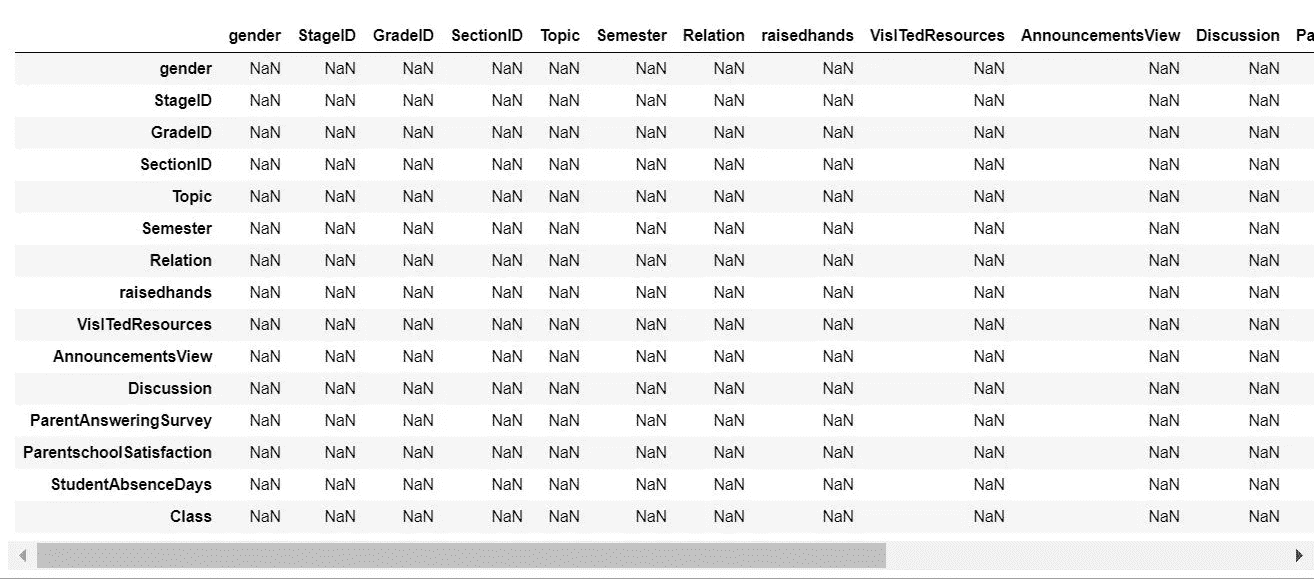 gender StageID GradeID SectionID Topic Semester Relation raisedhands VisITedResources AnnouncementsView Discussion Pa
gender NaN NaN NaN NaN NaN NaN NaN NaN NaN NaN NaN
StageID NaN NaN NaN NaN NaN NaN NaN NaN NaN NaN NaN
GradeID NaN NaN NaN NaN NaN NaN NaN NaN NaN NaN NaN
SectionID NaN NaN NaN NaN NaN NaN NaN NaN NaN NaN NaN
Topic NaN NaN NaN NaN NaN NaN NaN NaN NaN NaN NaN
Semester NaN NaN NaN NaN NaN NaN NaN NaN NaN NaN NaN
Relation NaN NaN NaN NaN NaN NaN NaN NaN NaN NaN NaN
raisedhands NaN NaN NaN NaN NaN NaN NaN NaN NaN NaN NaN
VisITedResources NaN NaN NaN NaN NaN NaN NaN NaN NaN NaN NaN
AnnouncementsView NaN NaN NaN NaN NaN NaN NaN NaN NaN NaN NaN
Discussion NaN NaN NaN NaN NaN NaN NaN NaN NaN NaN NaN
ParentAnsweringSurvey NaN NaN NaN NaN NaN NaN NaN NaN NaN NaN NaN
ParentschoolSatisfaction NaN NaN NaN NaN NaN NaN NaN NaN NaN NaN NaN
StudentAbsenceDays NaN NaN NaN NaN NaN NaN NaN NaN NaN NaN NaN
Class NaN NaN NaN NaN NaN NaN NaN NaN NaN NaN NaN